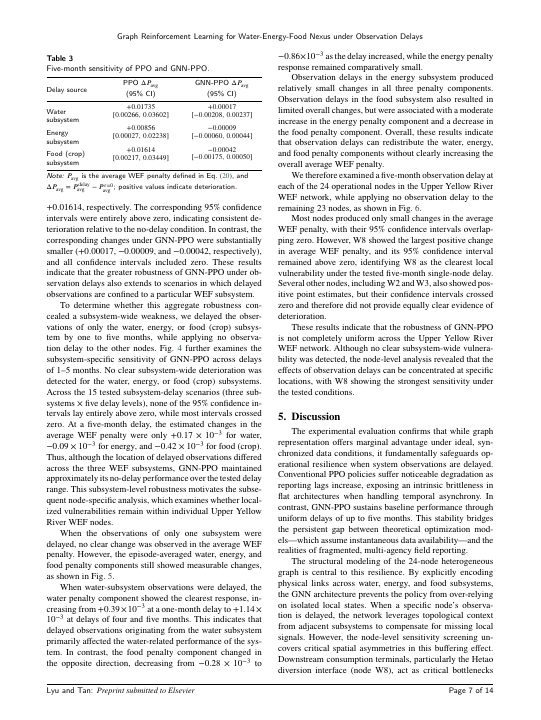 Graph Reinforcement Learning for Water-Energy-Food Nexus under Observation Delays
Table 3
Five-month sensitivity of PPO and GNN-PPO.
Delay source PPO ΔP_avg (95% CI) GNN-PPO ΔP_avg (95% CI)
Water subsystem +0.01735 [0.00266, 0.03602] +0.00017 [−0.00208, 0.00237]
Energy subsystem +0.00856 [0.00027, 0.02238] −0.00009 [−0.00060, 0.00044]
Food (crop) subsystem +0.01614 [0.00217, 0.03449] −0.00042 [−0.00175, 0.00050]
Note: P_avg is the average WEF penalty defined in Eq. (20), and
ΔP_avg = P_avg^delay − P_avg^τ=0; positive values indicate deterioration.
+0.01614, respectively. The corresponding 95% confidence
intervals were entirely above zero, indicating consistent de-
terioration relative to the no-delay condition. In contrast, the
corresponding changes under GNN-PPO were substantially
smaller (+0.00017, −0.00009, and −0.00042, respectively),
and all confidence intervals included zero. These results
indicate that the greater robustness of GNN-PPO under ob-
servation delays also extends to scenarios in which delayed
observations are confined to a particular WEF subsystem.
To determine whether this aggregate robustness con-
cealed a subsystem-wide weakness, we delayed the obser-
vations of only the water, energy, or food (crop) subsys-
tem by one to five months, while applying no observa-
tion delay to the other nodes. Fig. 4 further examines the
subsystem-specific sensitivity of GNN-PPO across delays
of 1–5 months. No clear subsystem-wide deterioration was
detected for the water, energy, or food (crop) subsystems.
Across the 15 tested subsystem-delay scenarios (three sub-
systems × five delay levels), none of the 95% confidence in-
tervals lay entirely above zero, while most intervals crossed
zero. At a five-month delay, the estimated changes in the
average WEF penalty were only +0.17 × 10−3 for water,
−0.09 × 10−3 for energy, and −0.42 × 10−3 for food (crop).
Thus, although the location of delayed observations differed
across the three WEF subsystems, GNN-PPO maintained
approximately its no-delay performance over the tested delay
range. This subsystem-level robustness motivates the subse-
quent node-specific analysis, which examines whether local-
ized vulnerabilities remain within individual Upper Yellow
River WEF nodes.
When the observations of only one subsystem were
delayed, no clear change was observed in the average WEF
penalty. However, the episode-averaged water, energy, and
food penalty components still showed measurable changes,
as shown in Fig. 5.
When water-subsystem observations were delayed, the
water penalty component showed the clearest response, in-
creasing from +0.39×10−3 at a one-month delay to +1.14 ×
10−3 at delays of four and five months. This indicates that
delayed observations originating from the water subsystem
primarily affected the water-related performance of the sys-
tem. In contrast, the food penalty component changed in
the opposite direction, decreasing from −0.28 × 10−3 to
−0.86×10−3 as the delay increased, while the energy penalty
response remained comparatively small.
Observation delays in the energy subsystem produced
relatively small changes in all three penalty components.
Observation delays in the food subsystem also resulted in
limited overall changes, but were associated with a moderate
increase in the energy penalty component and a decrease in
the food penalty component. Overall, these results indicate
that observation delays can redistribute the water, energy,
and food penalty components without clearly increasing the
overall average WEF penalty.
We therefore examined a five-month observation delay at
each of the 24 operational nodes in the Upper Yellow River
WEF network, while applying no observation delay to the
remaining 23 nodes, as shown in Fig. 6.
Most nodes produced only small changes in the average
WEF penalty, with their 95% confidence intervals overlap-
ping zero. However, W8 showed the largest positive change
in average WEF penalty, and its 95% confidence interval
remained above zero, identifying W8 as the clearest local
vulnerability under the tested five-month single-node delay.
Several other nodes, including W2 and W3, also showed pos-
itive point estimates, but their confidence intervals crossed
zero and therefore did not provide equally clear evidence of
deterioration.
These results indicate that the robustness of GNN-PPO
is not completely uniform across the Upper Yellow River
WEF network. Although no clear subsystem-wide vulnera-
bility was detected, the node-level analysis revealed that the
effects of observation delays can be concentrated at specific
locations, with W8 showing the strongest sensitivity under
the tested conditions.
5. Discussion
The experimental evaluation confirms that while graph
representation offers marginal advantage under ideal, syn-
chronized data conditions, it fundamentally safeguards op-
erational resilience when system observations are delayed.
Conventional PPO policies suffer noticeable degradation as
reporting lags increase, exposing an intrinsic brittleness in
flat architectures when handling temporal asynchrony. In
contrast, GNN-PPO sustains baseline performance through
uniform delays of up to five months. This stability bridges
the persistent gap between theoretical optimization mod-
els—which assume instantaneous data availability—and the
realities of fragmented, multi-agency field reporting.
The structural modeling of the 24-node heterogeneous
graph is central to this resilience. By explicitly encoding
physical links across water, energy, and food subsystems,
the GNN architecture prevents the policy from over-relying
on isolated local states. When a specific node's observa-
tion is delayed, the network leverages topological context
from adjacent subsystems to compensate for missing local
signals. However, the node-level sensitivity screening un-
covers critical spatial asymmetries in this buffering effect.
Downstream consumption terminals, particularly the Hetao
diversion interface (node W8), act as critical bottlenecks
Lyu and Tan: Preprint submitted to Elsevier
Page 7 of 14